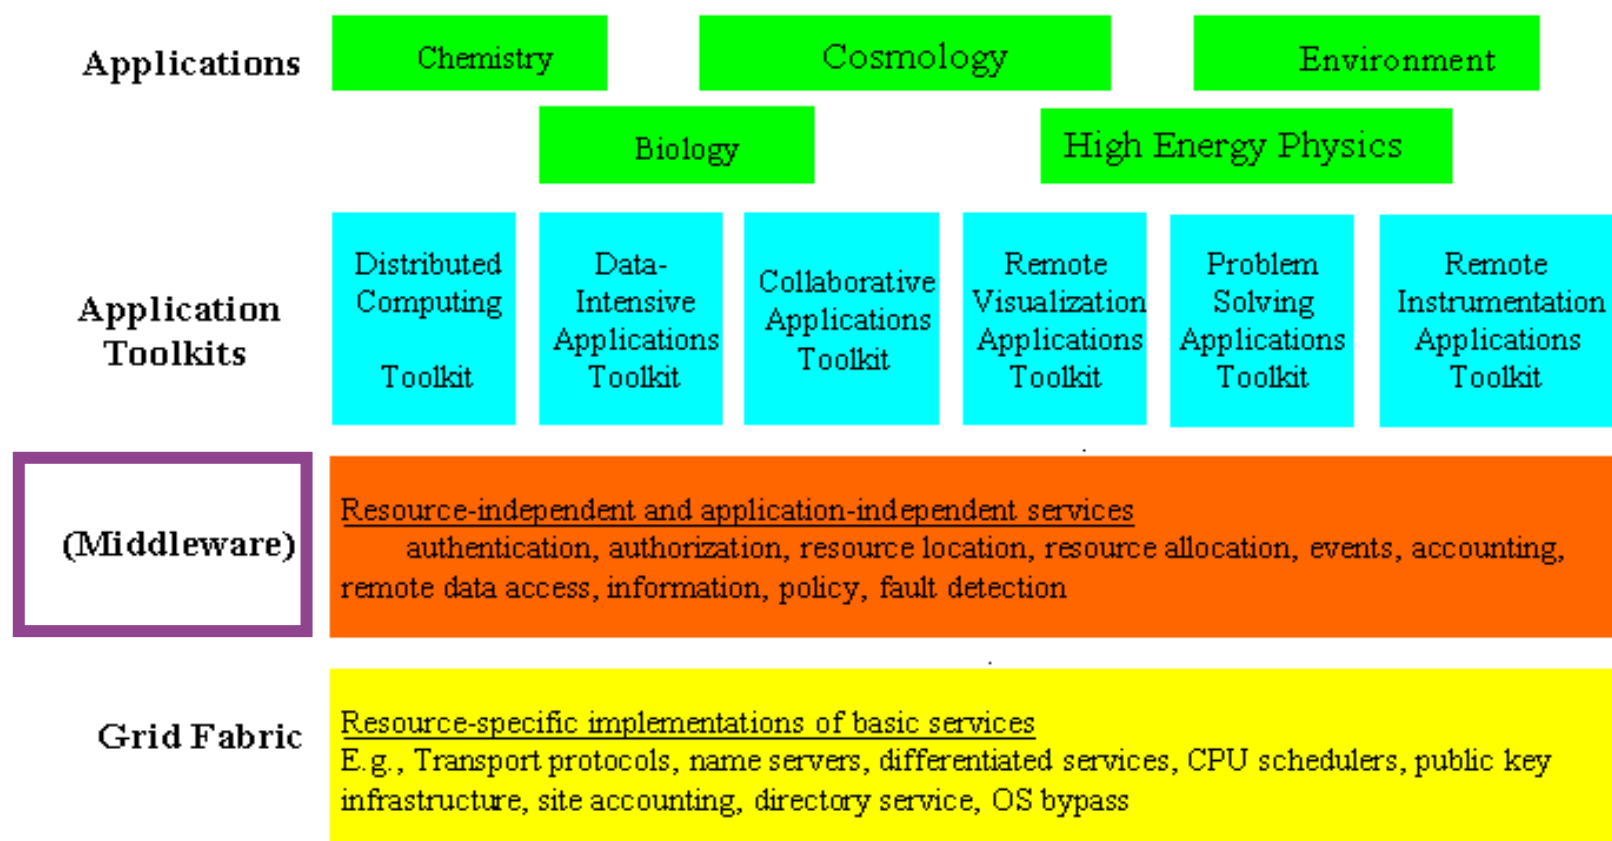 Applications
Chemistry
Cosmology
Environment
Biology
High Energy Physics
Application
Toolkits
Distributed
Computing
Toolkit
Data-
Intensive
Applications
Toolkit
Collaborative
Applications
Toolkit
Remote
Visualization
Applications
Toolkit
Problem
Solving
Applications
Toolkit
Remote
Instrumentation
Applications
Toolkit
(Middleware)
Resource-independent and application-independent services
authentication, authorization, resource location, resource allocation, events, accounting,
remote data access, information, policy, fault detection
Grid Fabric
Resource-specific implementations of basic services
E.g., Transport protocols, name servers, differentiated services, CPU schedulers, public key
infrastructure, site accounting, directory service, OS bypass